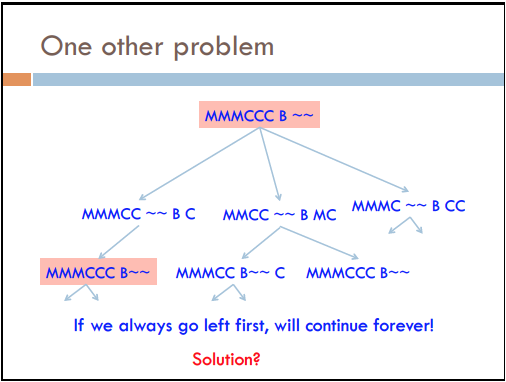 One other problem
MMMCCC B ~~
MMMCC ~~ B C
MMCC ~~ B MC
MMMC ~~ B CC
MMMCCC B~~
MMMCC B~~ C
MMMCCC B~~
If we always go left first, will continue forever!
Solution?